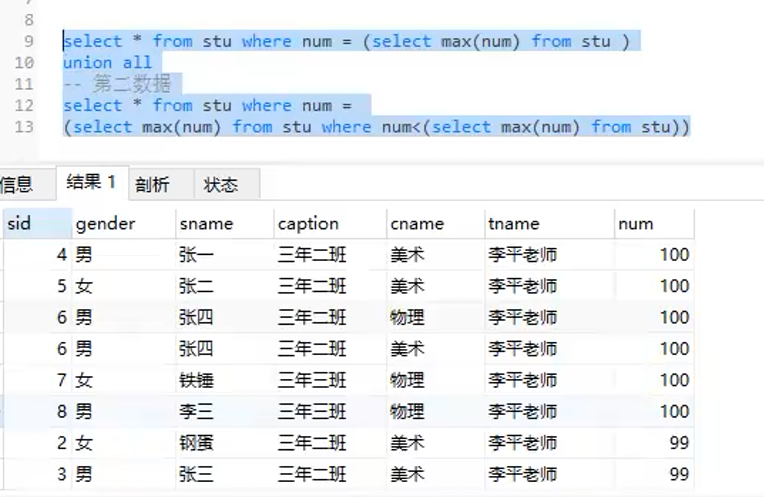 8
9 select * from stu where num = (select max(num) from stu )
10 union all
11 -- 第二数据
12 select * from stu where num =
13 (select max(num) from stu where num<(select max(num) from stu))
信息 结果 1 剖析 状态
sid gender sname caption cname tname num
4 男 张一 三年二班 美术 李平老师 100
5 女 张二 三年二班 美术 李平老师 100
6 男 张四 三年二班 物理 李平老师 100
6 男 张四 三年二班 美术 李平老师 100
7 女 铁锤 三年三班 物理 李平老师 100
8 男 李三 三年三班 物理 李平老师 100
2 女 钢蛋 三年二班 美术 李平老师 99
3 男 张三 三年二班 美术 李平老师 99